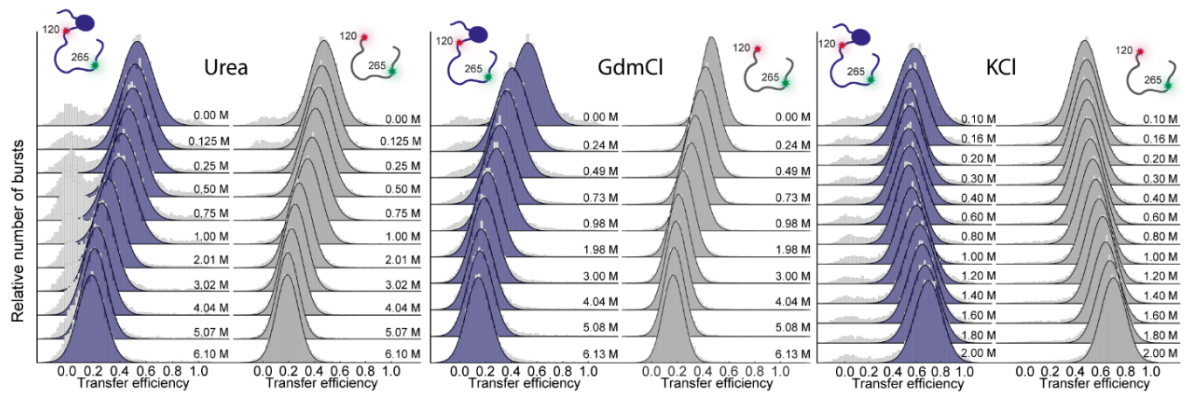 120
265
Urea
120
265
120
265
GdmCl
120
265
120
265
KCl
120
265
Relative number of bursts
0.00 M
0.125 M
0.25 M
0.50 M
0.75 M
1.00 M
2.01 M
3.02 M
4.04 M
5.07 M
6.10 M
0.00 M
0.125 M
0.25 M
0.50 M
0.75 M
1.00 M
2.01 M
3.02 M
4.04 M
5.07 M
6.10 M
0.00 M
0.24 M
0.49 M
0.73 M
0.98 M
1.98 M
3.00 M
4.04 M
5.08 M
6.13 M
0.00 M
0.24 M
0.49 M
0.73 M
0.98 M
1.98 M
3.00 M
4.04 M
5.08 M
6.13 M
0.10 M
0.16 M
0.20 M
0.30 M
0.40 M
0.60 M
0.80 M
1.00 M
1.20 M
1.40 M
1.60 M
1.80 M
2.00 M
0.10 M
0.16 M
0.20 M
0.30 M
0.40 M
0.60 M
0.80 M
1.00 M
1.20 M
1.40 M
1.60 M
1.80 M
2.00 M
0.0 0.2 0.4 0.6 0.8 1.0
Transfer efficiency
0.0 0.2 0.4 0.6 0.8 1.0
Transfer efficiency
0.0 0.2 0.4 0.6 0.8 1.0
Transfer efficiency
0.0 0.2 0.4 0.6 0.8 1.0
Transfer efficiency
0.0 0.2 0.4 0.6 0.8 1.0
Transfer efficiency
0.0 0.2 0.4 0.6 0.8 1.0
Transfer efficiency